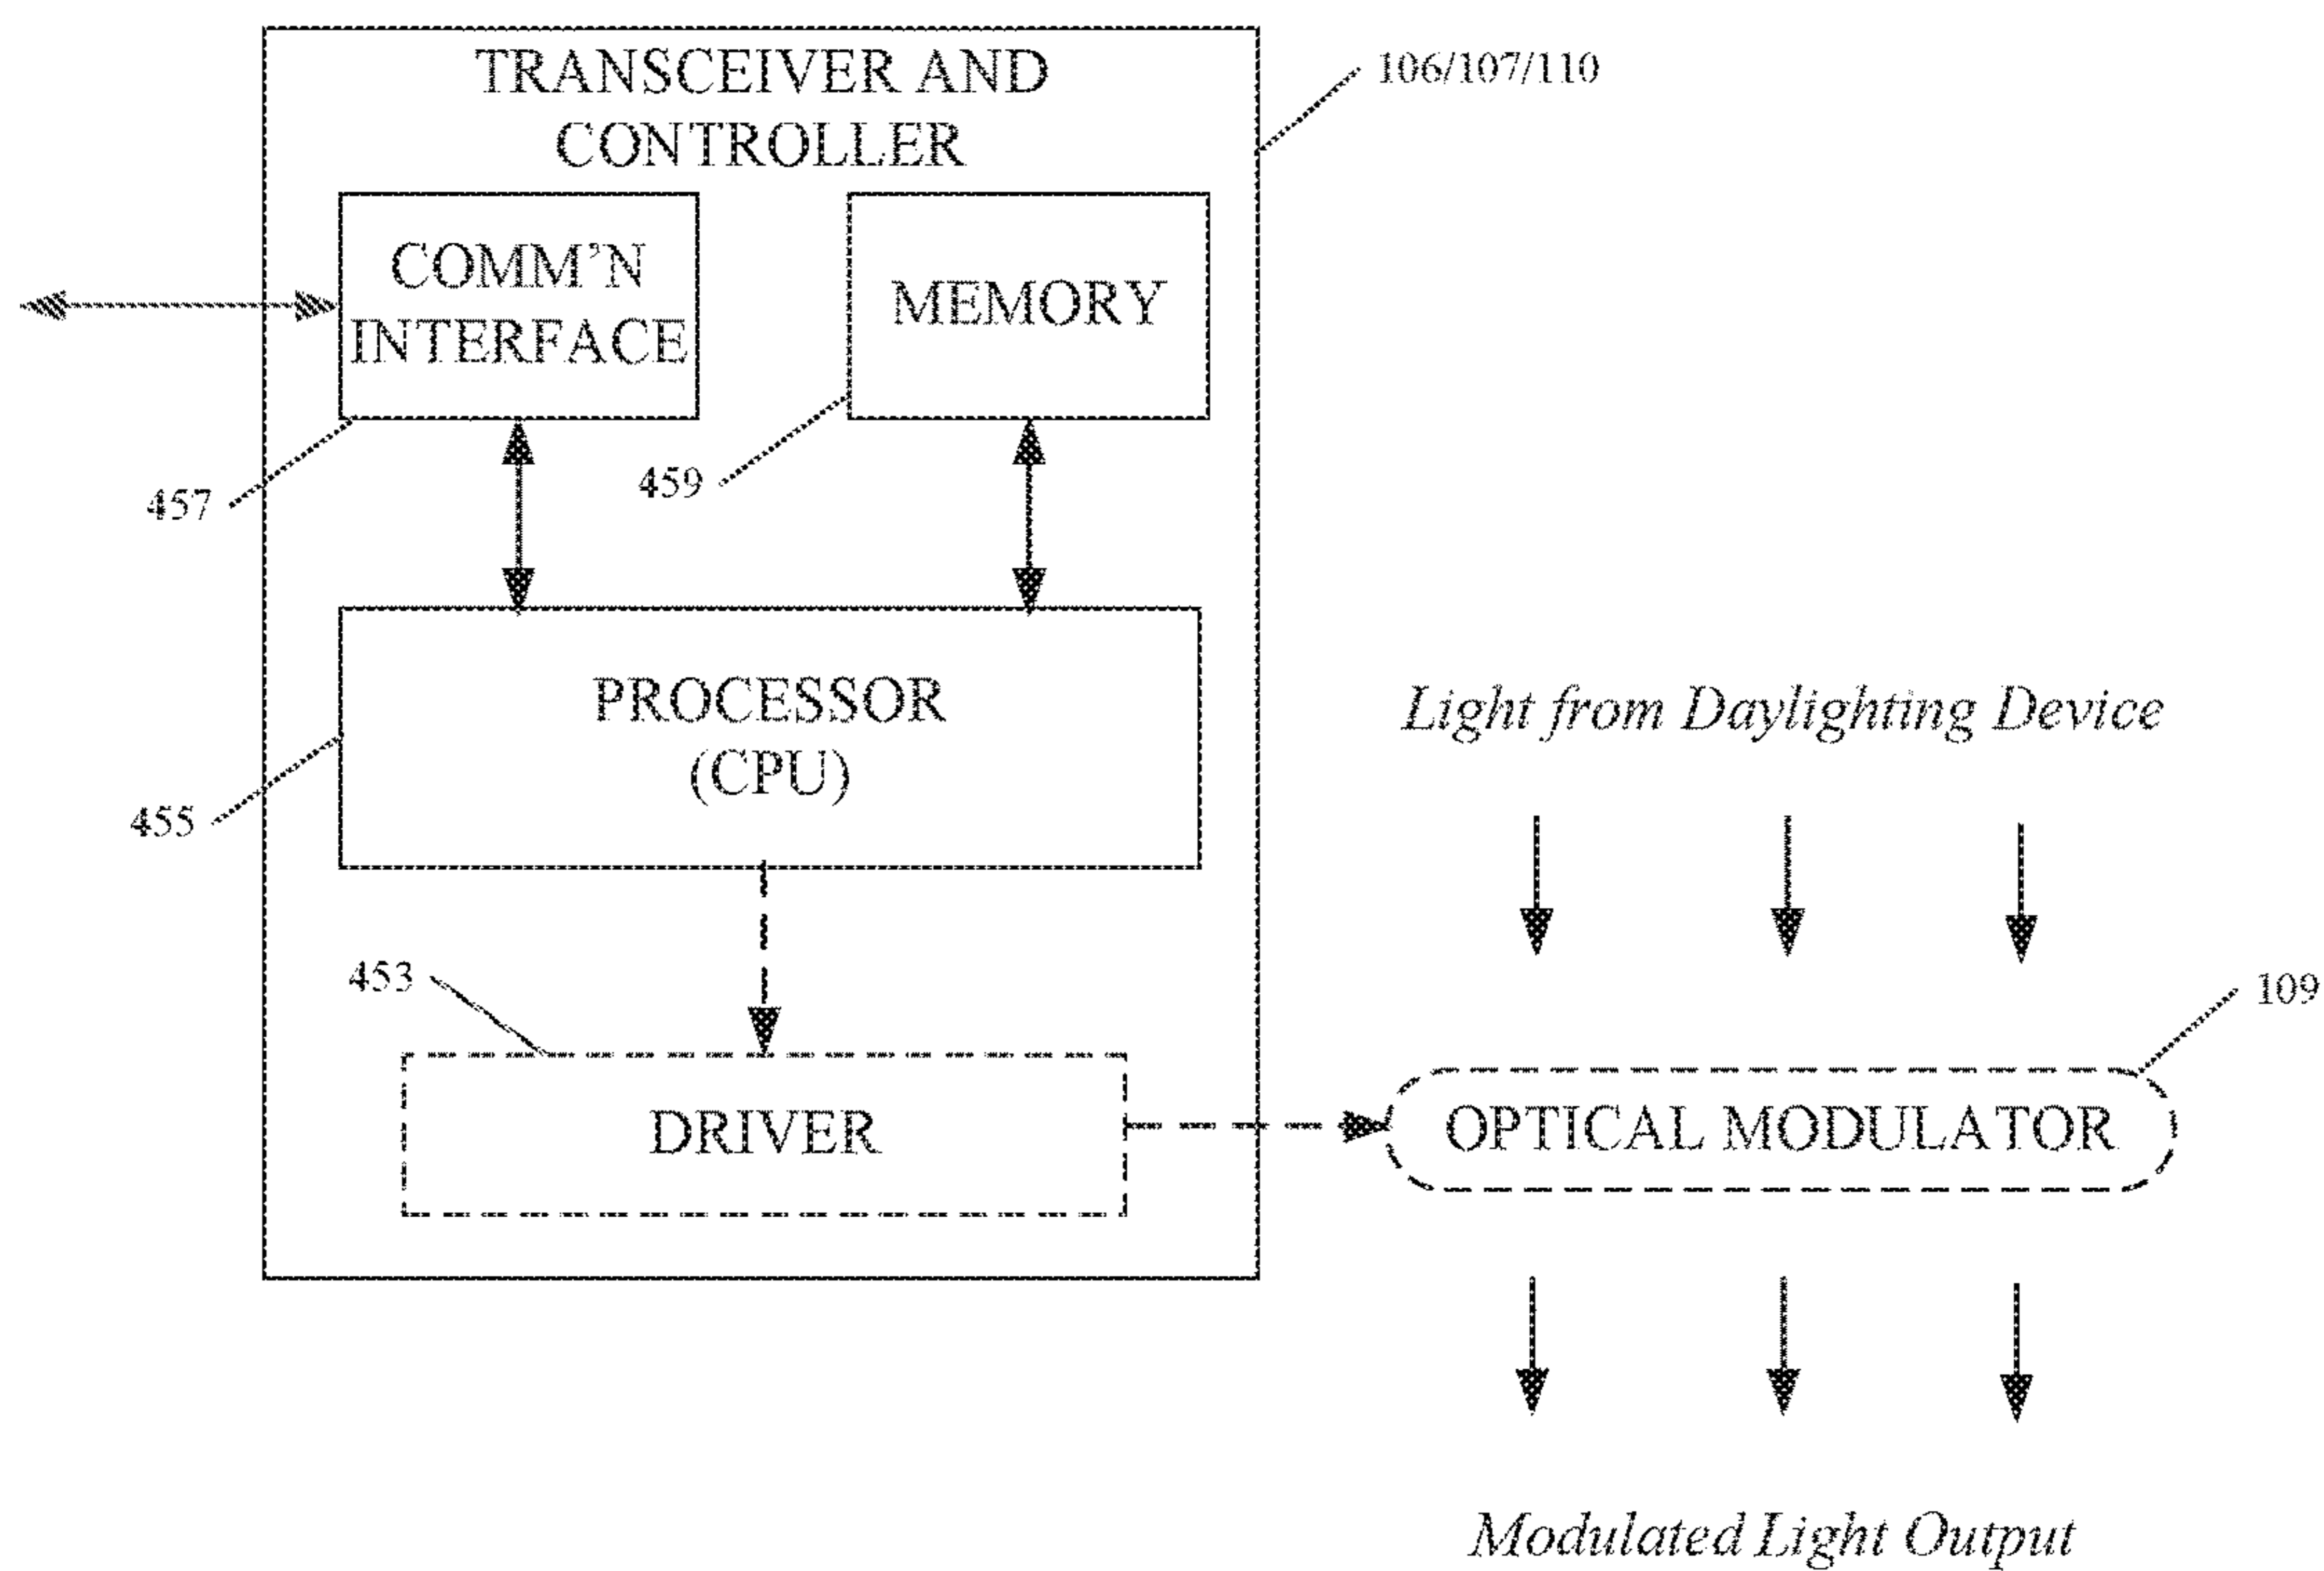 TRANSCEIVER AND
CONTROLLER
106/107/110
COMM’N
INTERFACE
MEMORY
457
459
PROCESSOR
(CPU)
455
Light from Daylighting Device
453
109
DRIVER
OPTICAL MODULATOR
Modulated Light Output